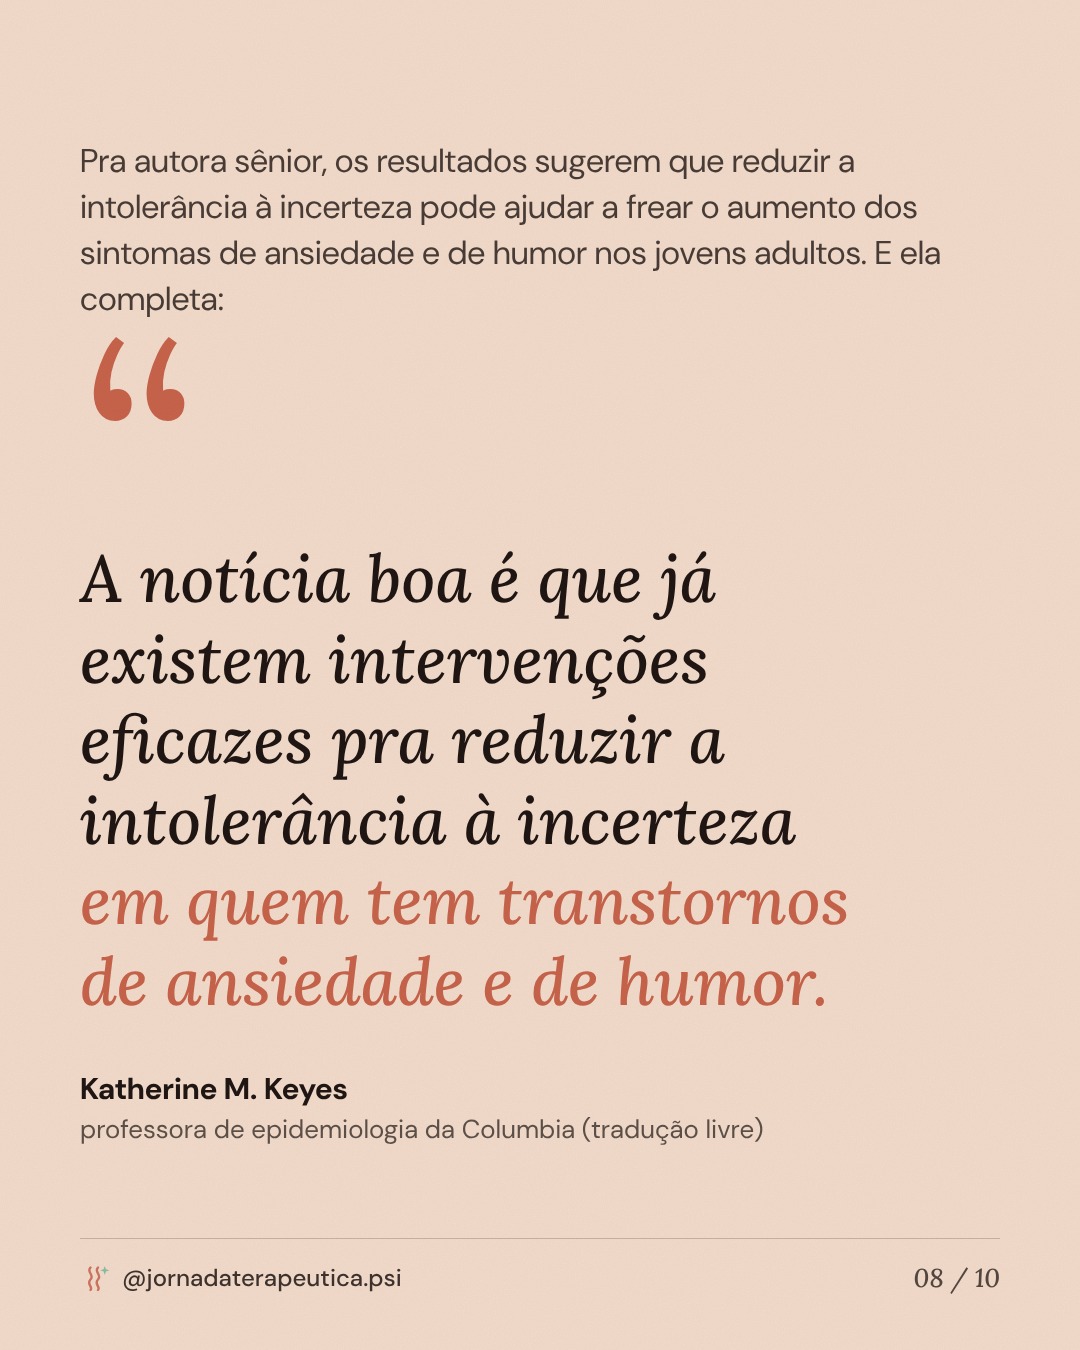 Pra autora sênior, os resultados sugerem que reduzir a
intolerância à incerteza pode ajudar a frear o aumento dos
sintomas de ansiedade e de humor nos jovens adultos. E ela
completa:
“
A notícia boa é que já
existem intervenções
eficazes pra reduzir a
intolerância à incerteza
em quem tem transtornos
de ansiedade e de humor.
Katherine M. Keyes
professora de epidemiologia da Columbia (tradução livre)
@jornadaterapeutica.psi
08 / 10